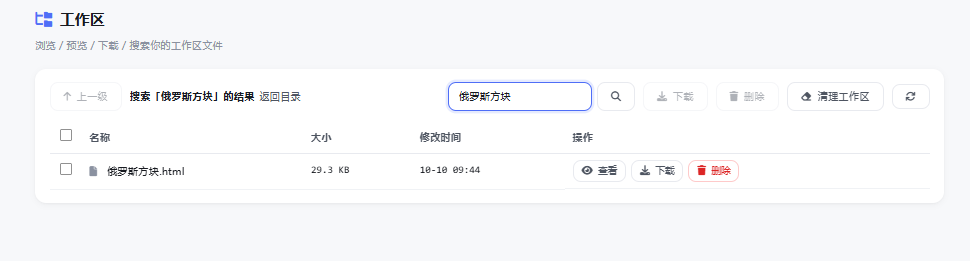 工作区
浏览 / 预览 / 下载 / 搜索你的工作区文件
上一级 搜索「俄罗斯方块」的结果 返回目录 俄罗斯方块 下载 删除 清理工作区
名称 大小 修改时间 操作
俄罗斯方块.html 29.3 KB 10-10 09:44 查看 下载 删除